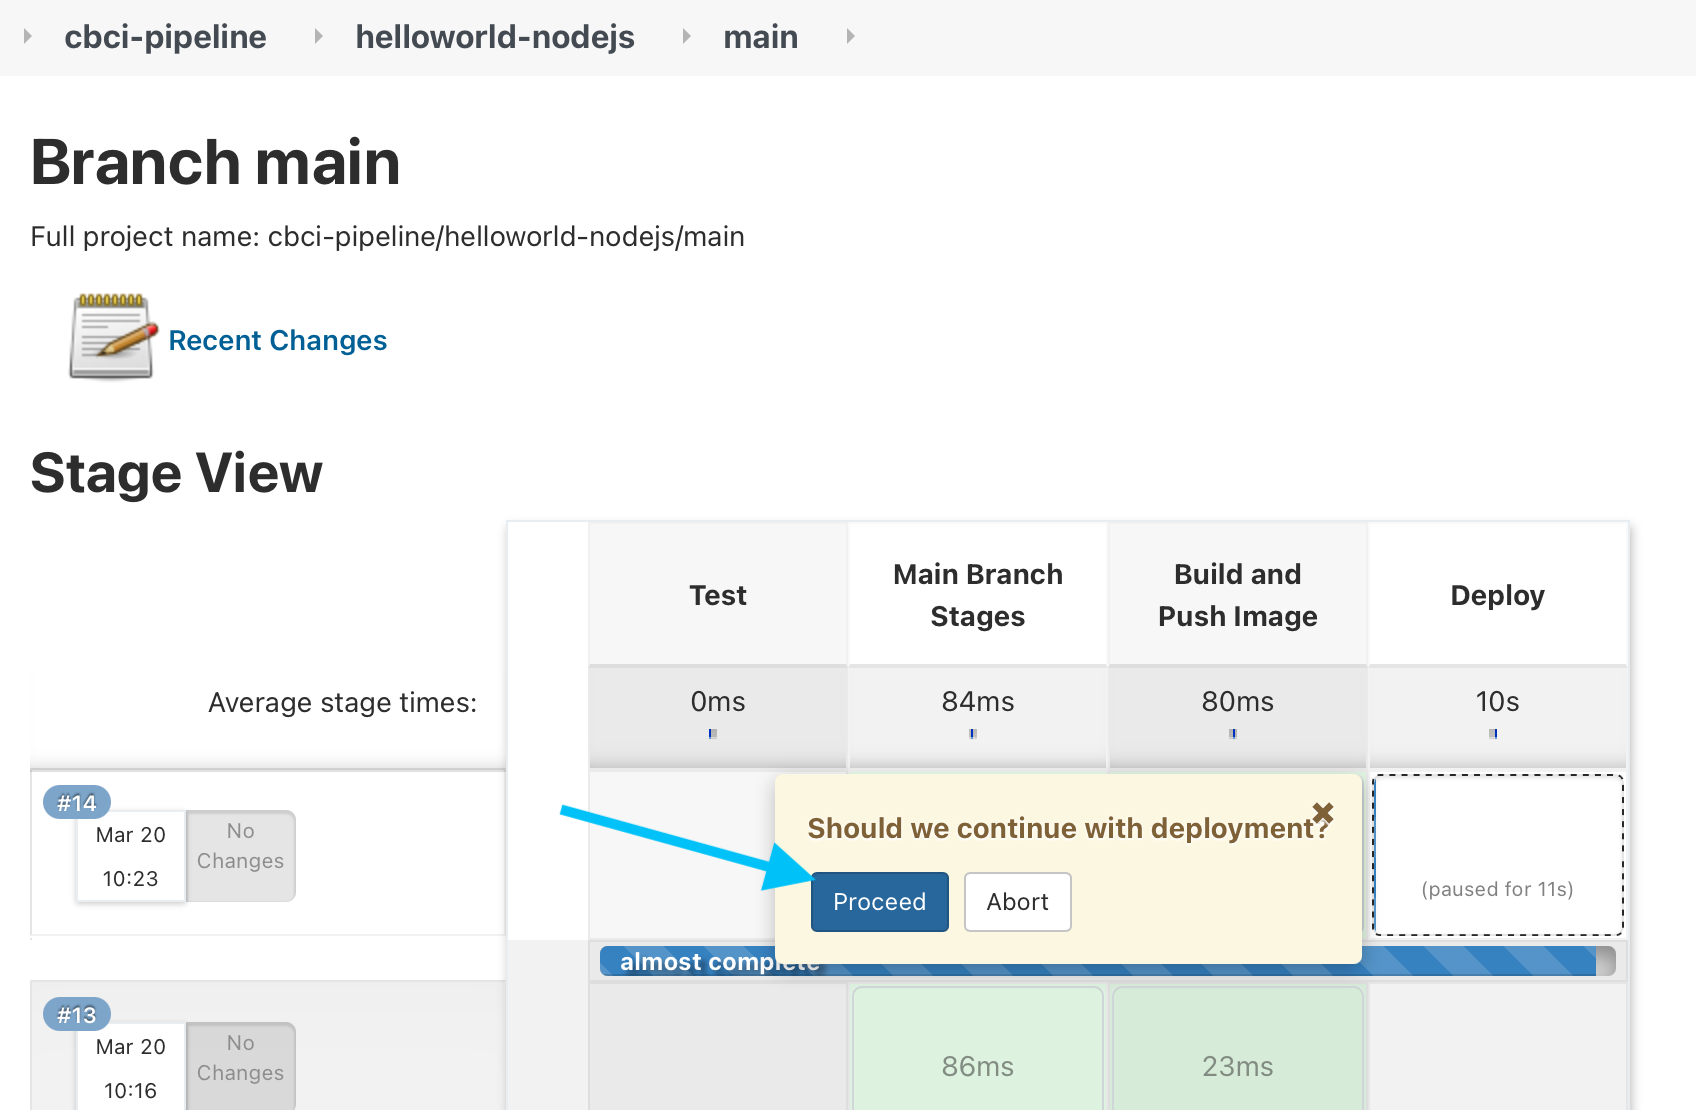 cbci-pipeline helloworld-nodejs main
Branch main
Full project name: cbci-pipeline/helloworld-nodejs/main
Recent Changes
Stage View
Test
Main Branch
Stages
Build and
Push Image
Deploy
Average stage times:
0ms
84ms
80ms
10s
#14
Mar 20
10:23
No
Changes
Should we continue with deployment?
Proceed
Abort
(paused for 11s)
almost complete
#13
Mar 20
10:16
No
Changes
86ms
23ms